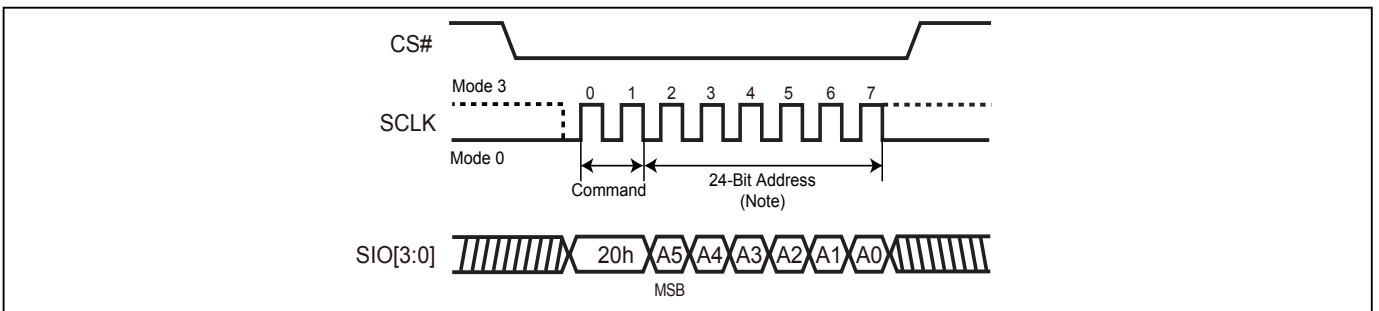 CS#
Mode 3
0 1 2 3 4 5 6 7
SCLK
Mode 0
Command
24-Bit Address
(Note)
SIO[3:0]
20h A5 A4 A3 A2 A1 A0
MSB